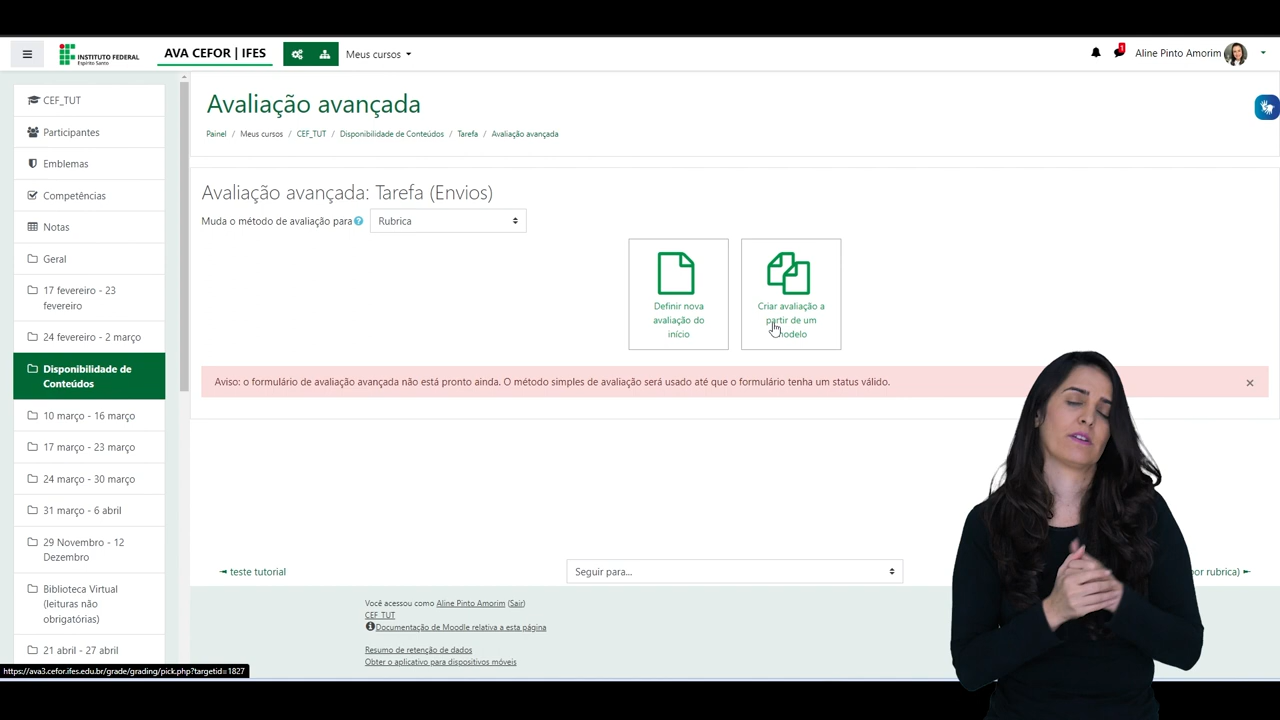 INSTITUTO FEDERAL
Espírito Santo
AVA CEFOR | IFES
Meus cursos
1
Aline Pinto Amorim
CEF_TUT
Participantes
Emblemas
Competências
Notas
Geral
17 fevereiro - 23
fevereiro
24 fevereiro - 2 março
Disponibilidade de
Conteúdos
10 março - 16 março
17 março - 23 março
24 março - 30 março
31 março - 6 abril
29 Novembro - 12
Dezembro
Biblioteca Virtual
(leituras não
obrigatórias)
21 abril - 27 abril
https://ava3.cefor.ifes.edu.br/grade/grading/pick.php?targetid=1827
Avaliação avançada
Painel / Meus cursos / CEF_TUT / Disponibilidade de Conteúdos / Tarefa / Avaliação avançada
Avaliação avançada: Tarefa (Envios)
Muda o método de avaliação para
Rubrica
Definir nova
avaliação do
início
Criar avaliação a
partir de um
Aviso: o formulário de avaliação avançada não está pronto ainda. O método simples de avaliação será usado até que o formulário tenha um status válido.
×
◄ teste tutorial
Seguir para...
por rubrica) ►
Você acessou como Aline Pinto Amorim (Sair)
CEF_TUT
Documentação de Moodle relativa a esta página
Resumo de retenção de dados
Obter o aplicativo para dispositivos móveis